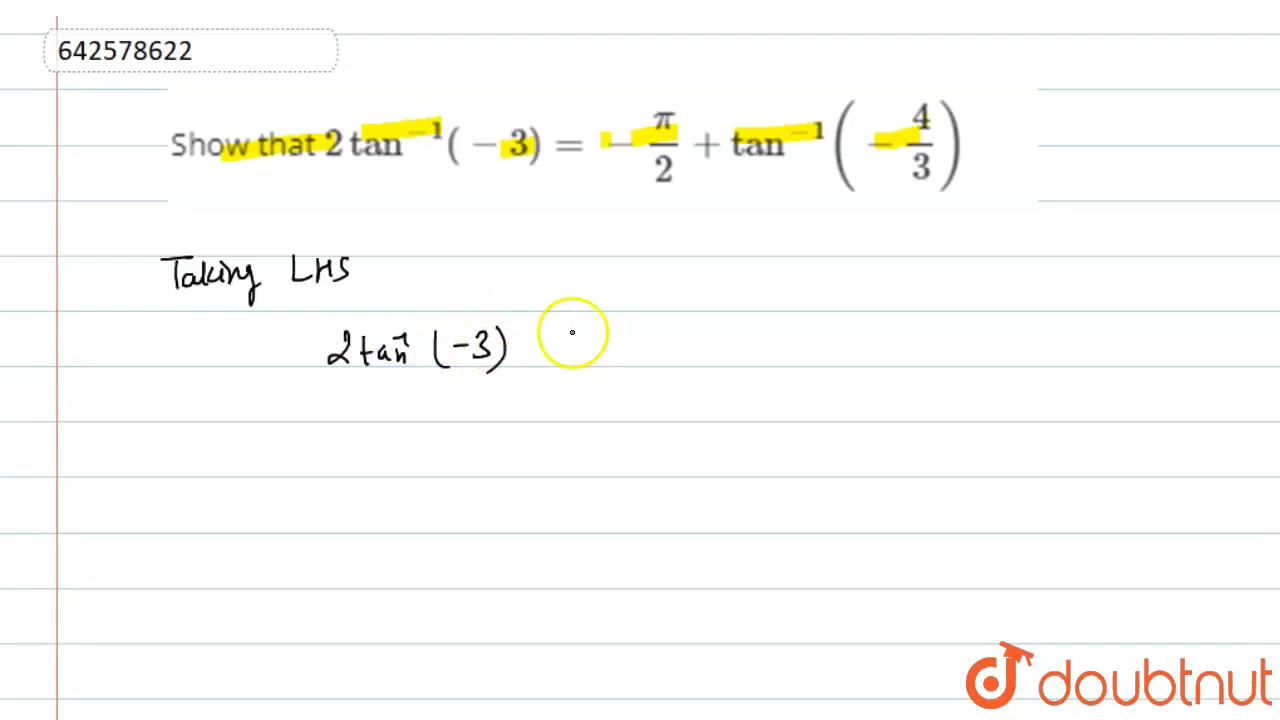 642578622
Show that 2 tan⁻¹(−3) = −π/2 + tan⁻¹(−4/3)
Taking LHS
2tan⁻¹ (−3)
doubtnut